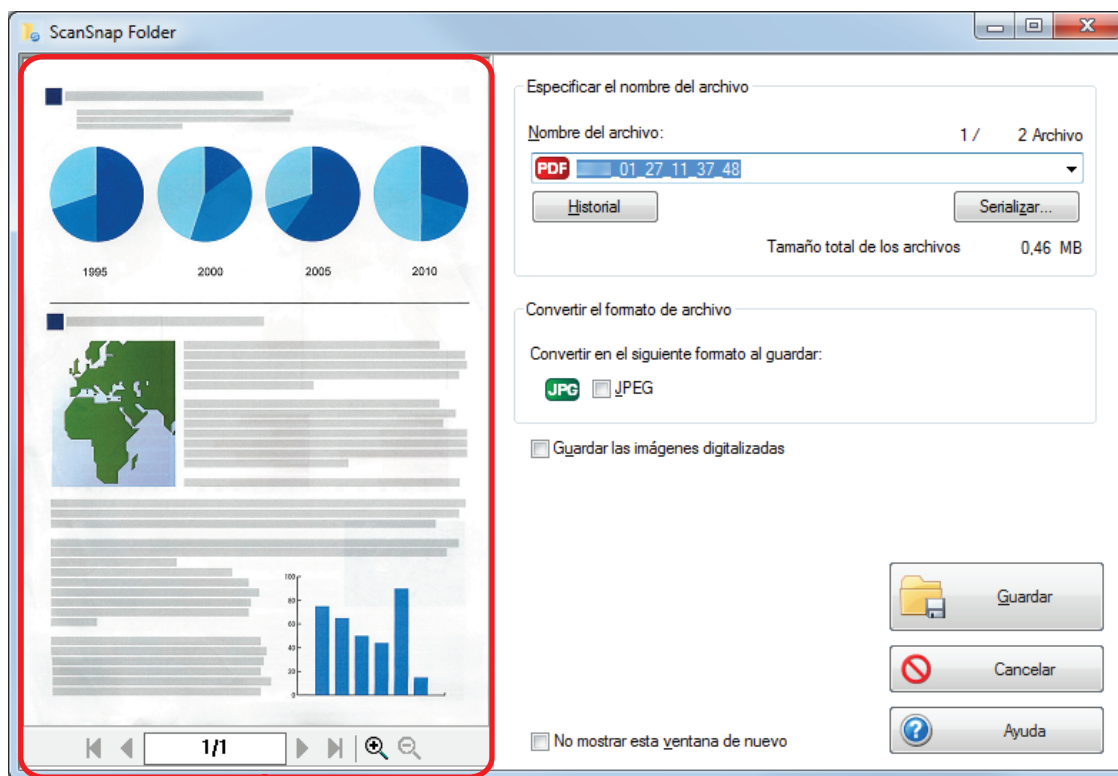 ScanSnap Folder
1995 2000 2005 2010
100
80
60
40
20
0
1/1
Especificar el nombre del archivo
Nombre del archivo: 1 / 2 Archivo
PDF _01_27_11_37_48
Historial Serializar...
Tamaño total de los archivos 0,46 MB
Convertir el formato de archivo
Convertir en el siguiente formato al guardar:
JPG JPEG
Guardar las imágenes digitalizadas
Guardar
Cancelar
No mostrar esta ventana de nuevo
Ayuda